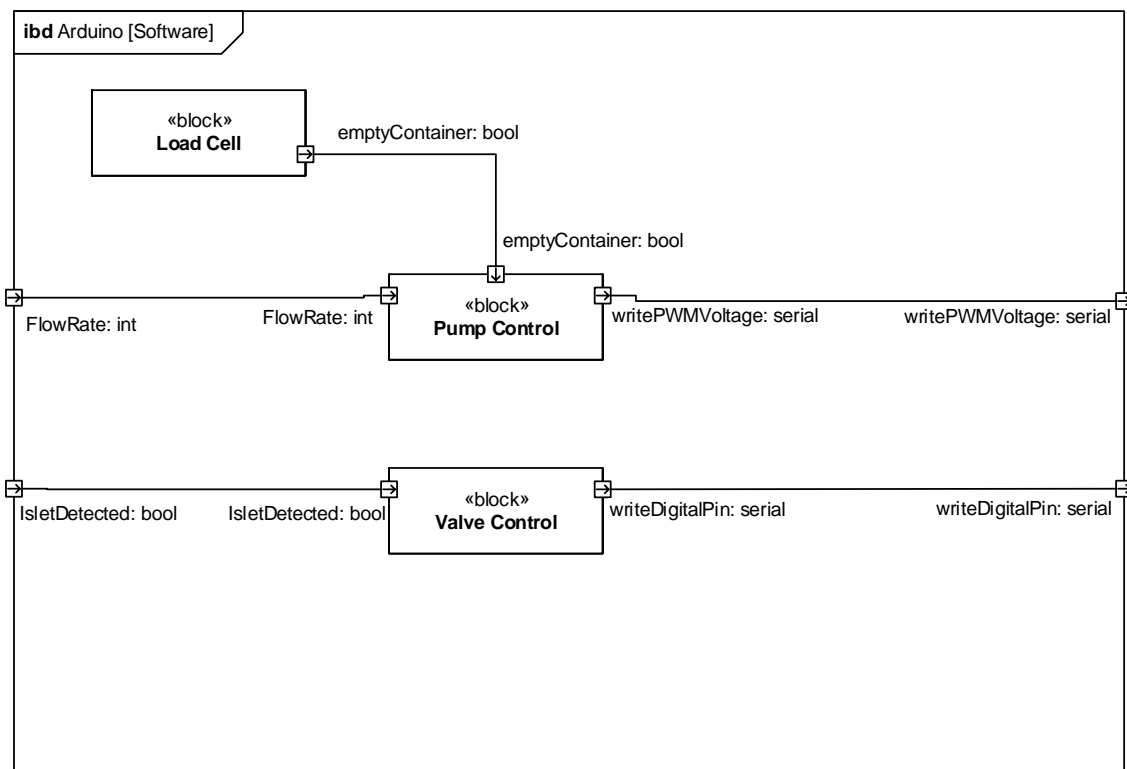 ibd Arduino [Software]
«block»
Load Cell
emptyContainer: bool
emptyContainer: bool
«block»
Pump Control
FlowRate: int
FlowRate: int
writePWMVoltage: serial
writePWMVoltage: serial
«block»
Valve Control
IsletDetected: bool
IsletDetected: bool
writeDigitalPin: serial
writeDigitalPin: serial